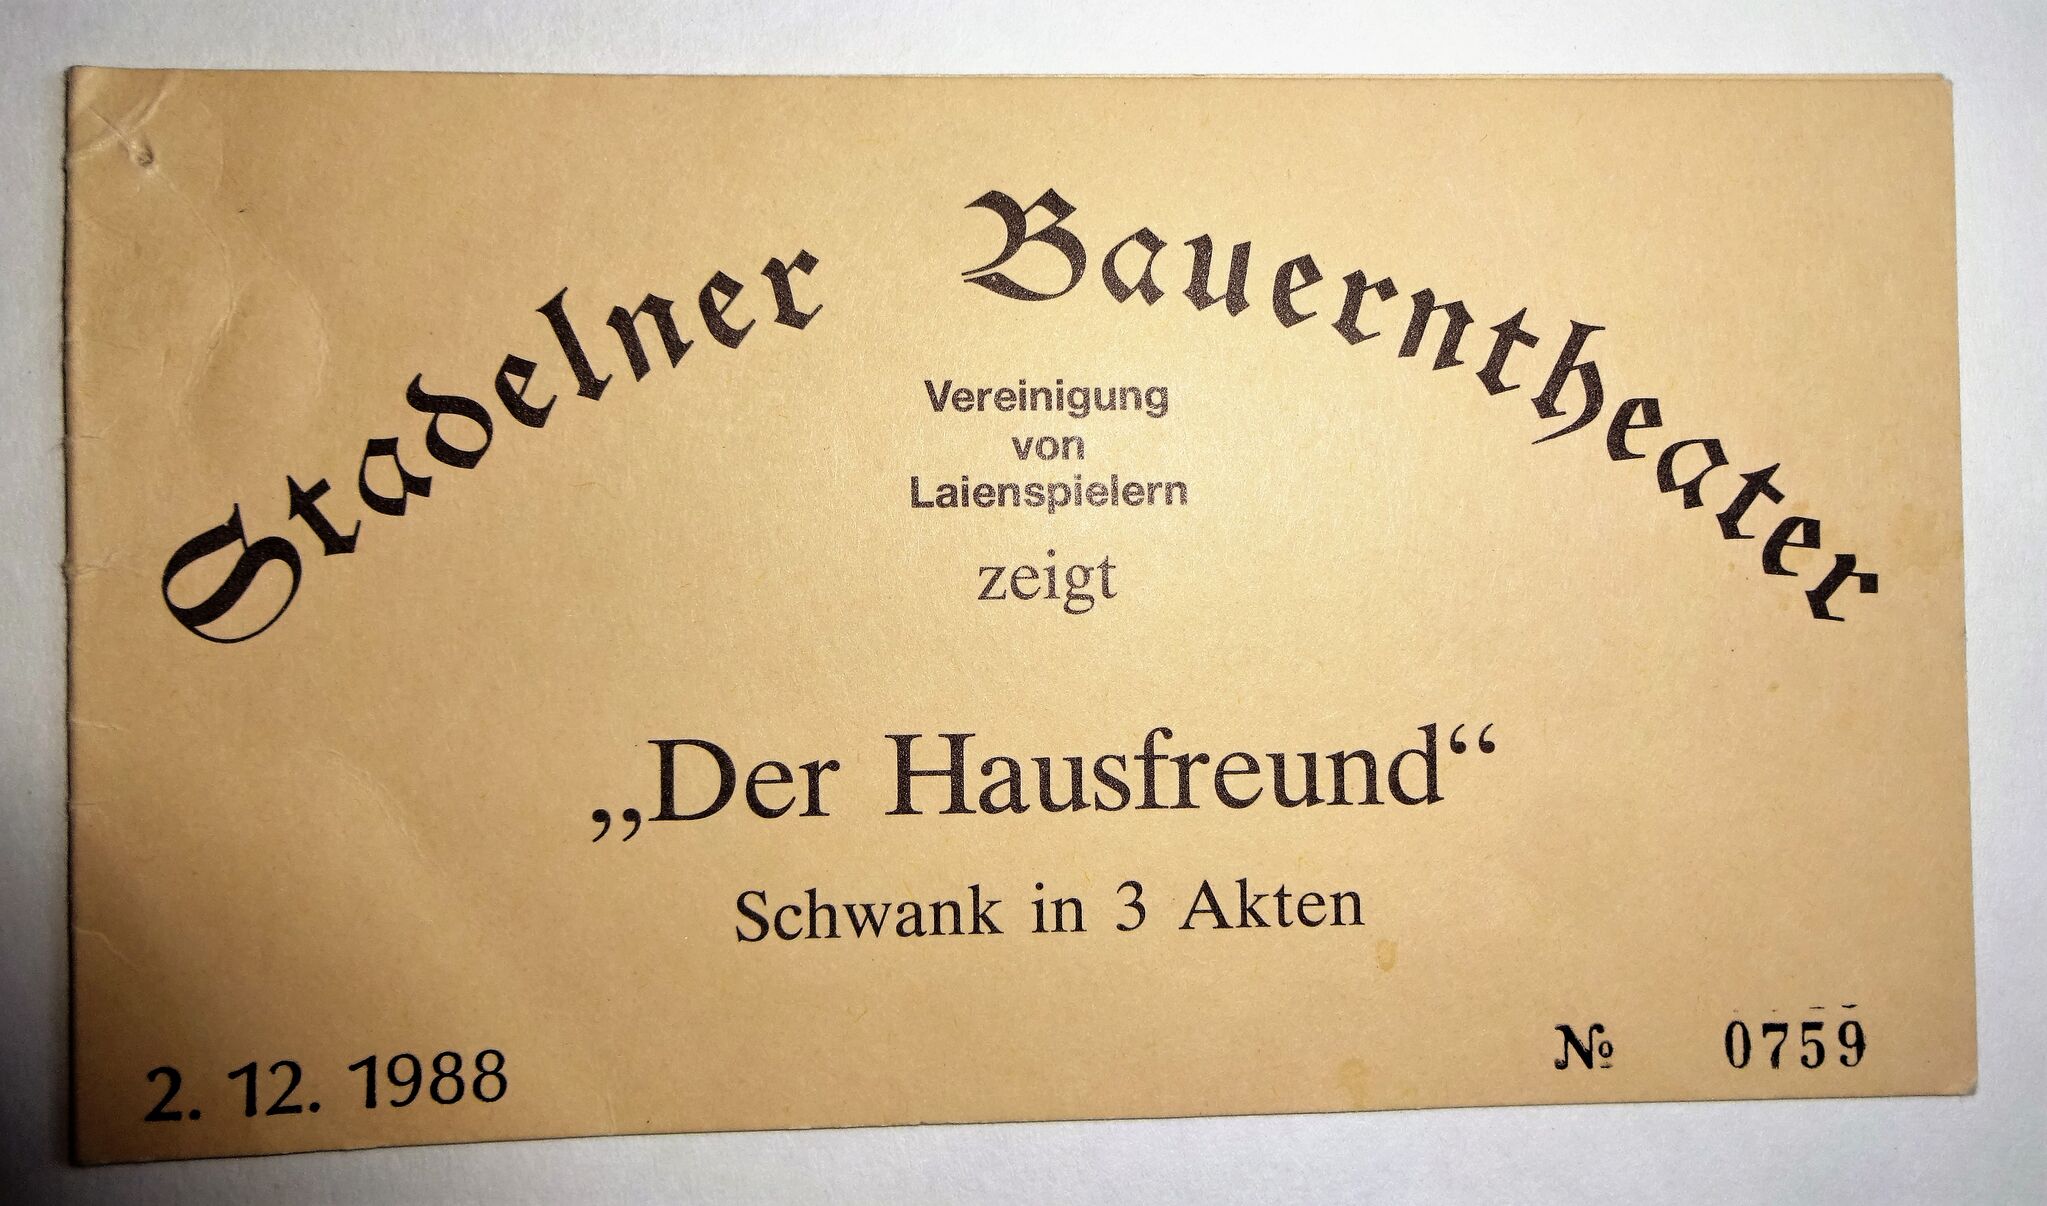 Stadelner Bauerntheater
Vereinigung
von
Laienspielern
zeigt
„Der Hausfreund“
Schwank in 3 Akten
2. 12. 1988
№ 0759